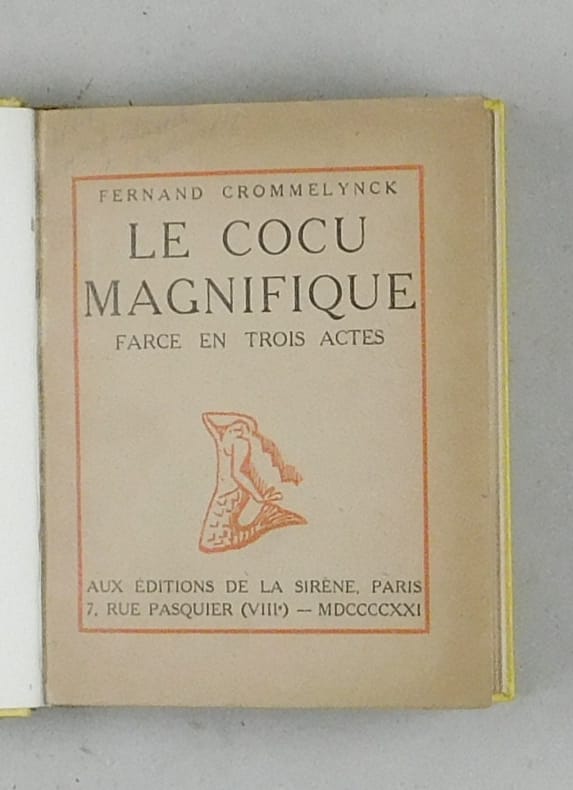 FERNAND CROMMELYNCK
LE COCU
MAGNIFIQUE
FARCE EN TROIS ACTES
AUX ÉDITIONS DE LA SIRÈNE, PARIS
7, RUE PASQUIER (VIIIᵉ) — MDCCCCXXI